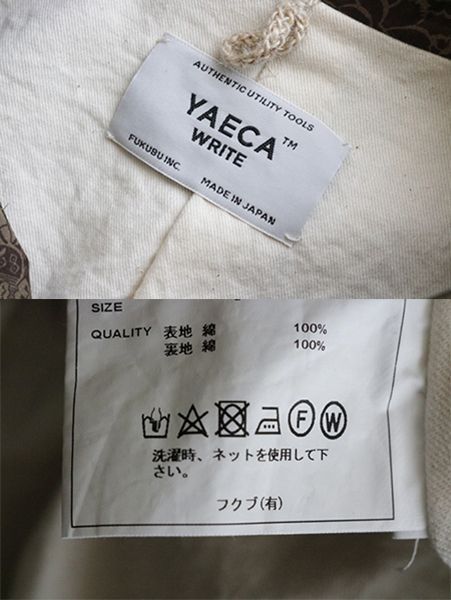 AUTHENTIC UTILITY TOOLS
YAECA™
WRITE
FUKUBU INC.
MADE IN JAPAN
SIZE
QUALITY 表地 綿 100%
裏地 綿 100%
F W
洗濯時、ネットを使用して下
さい。
フクブ(有)